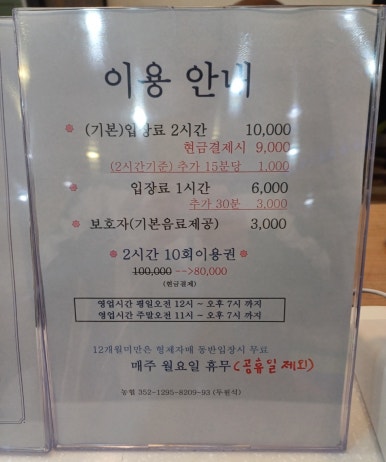 이용 안내
(기본)입장료 2시간 10,000
현금결제시 9,000
(2시간기준) 추가 15분당 1,000
입장료 1시간 6,000
추가 30분 3,000
보호자(기본음료제공) 3,000
2시간 10회이용권
100,000 -->80,000
(현금결제)
영업시간 평일오전 12시 ~ 오후 7시 까지
영업시간 주말오전 11시 ~ 오후 7시 까지
12개월미만은 형제자매 동반입장시 무료
매주 월요일 휴무(공휴일 제외)
농협 352-1295-8209-93